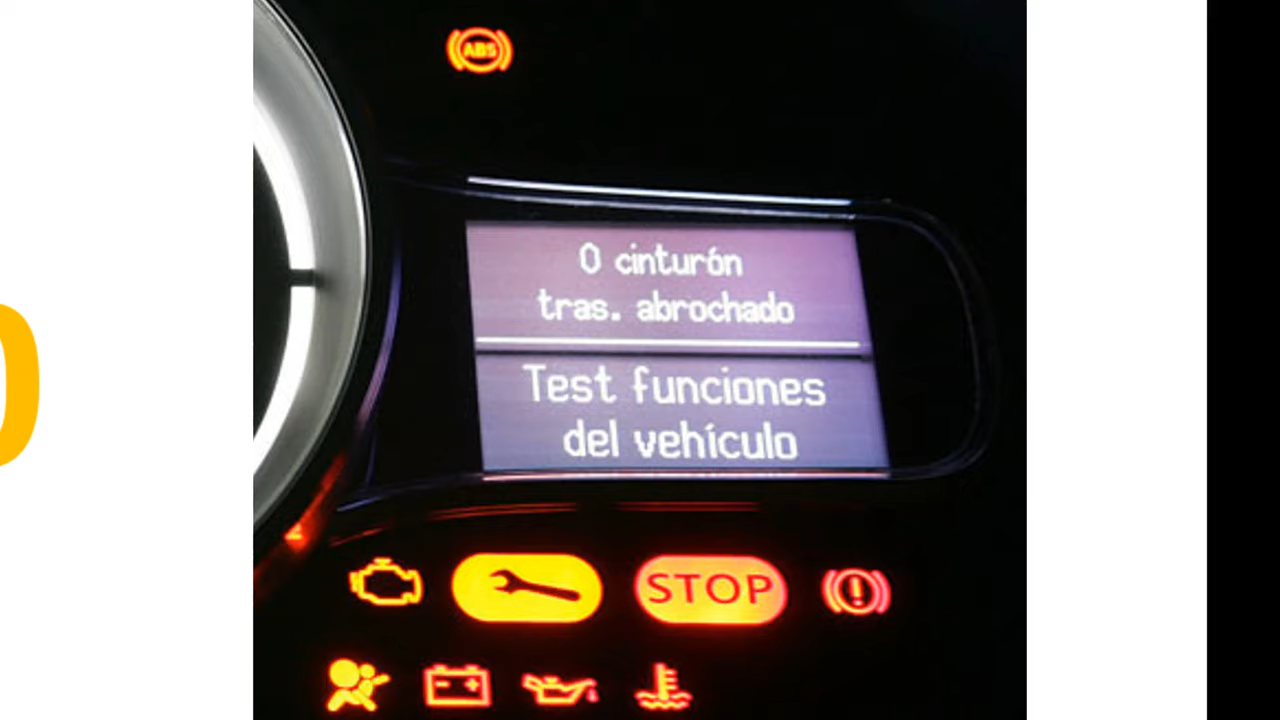 ABS
0 cinturón
tras. abrochado
Test funciones
del vehículo
STOP